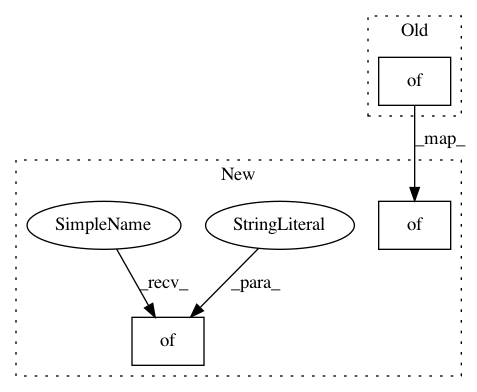 Old
of
_map_
New
SimpleName
StringLiteral
of
_recv_
_para_
of